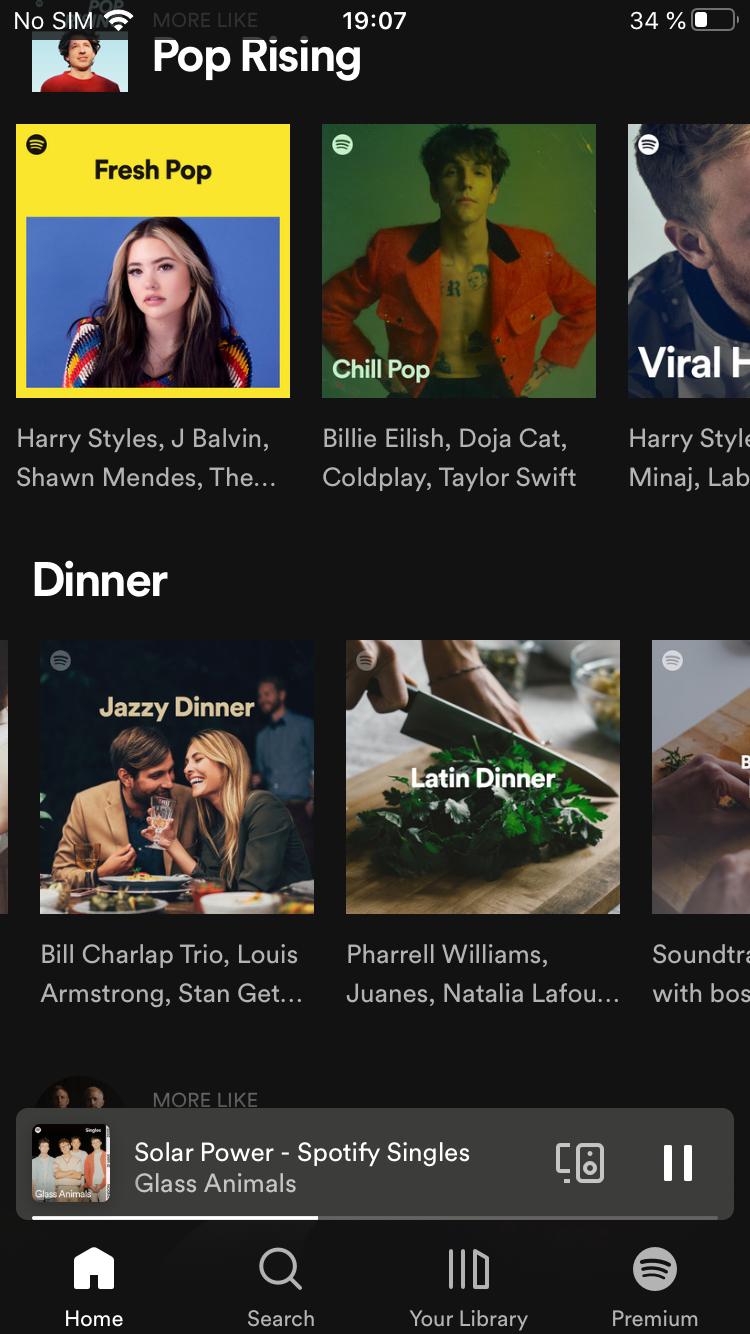 No SIM
19:07
34 %
MORE LIKE
Pop Rising
Fresh Pop
Chill Pop
Viral H
Harry Styles, J Balvin,
Shawn Mendes, The...
Billie Eilish, Doja Cat,
Coldplay, Taylor Swift
Harry Style
Minaj, Lab
Dinner
Jazzy Dinner
Latin Dinner
B
Bill Charlap Trio, Louis
Armstrong, Stan Get...
Pharrell Williams,
Juanes, Natalia Lafou...
Soundtra
with bos
MORE LIKE
Singles
Glass Animals
Solar Power - Spotify Singles
Glass Animals
Home
Search
Your Library
Premium